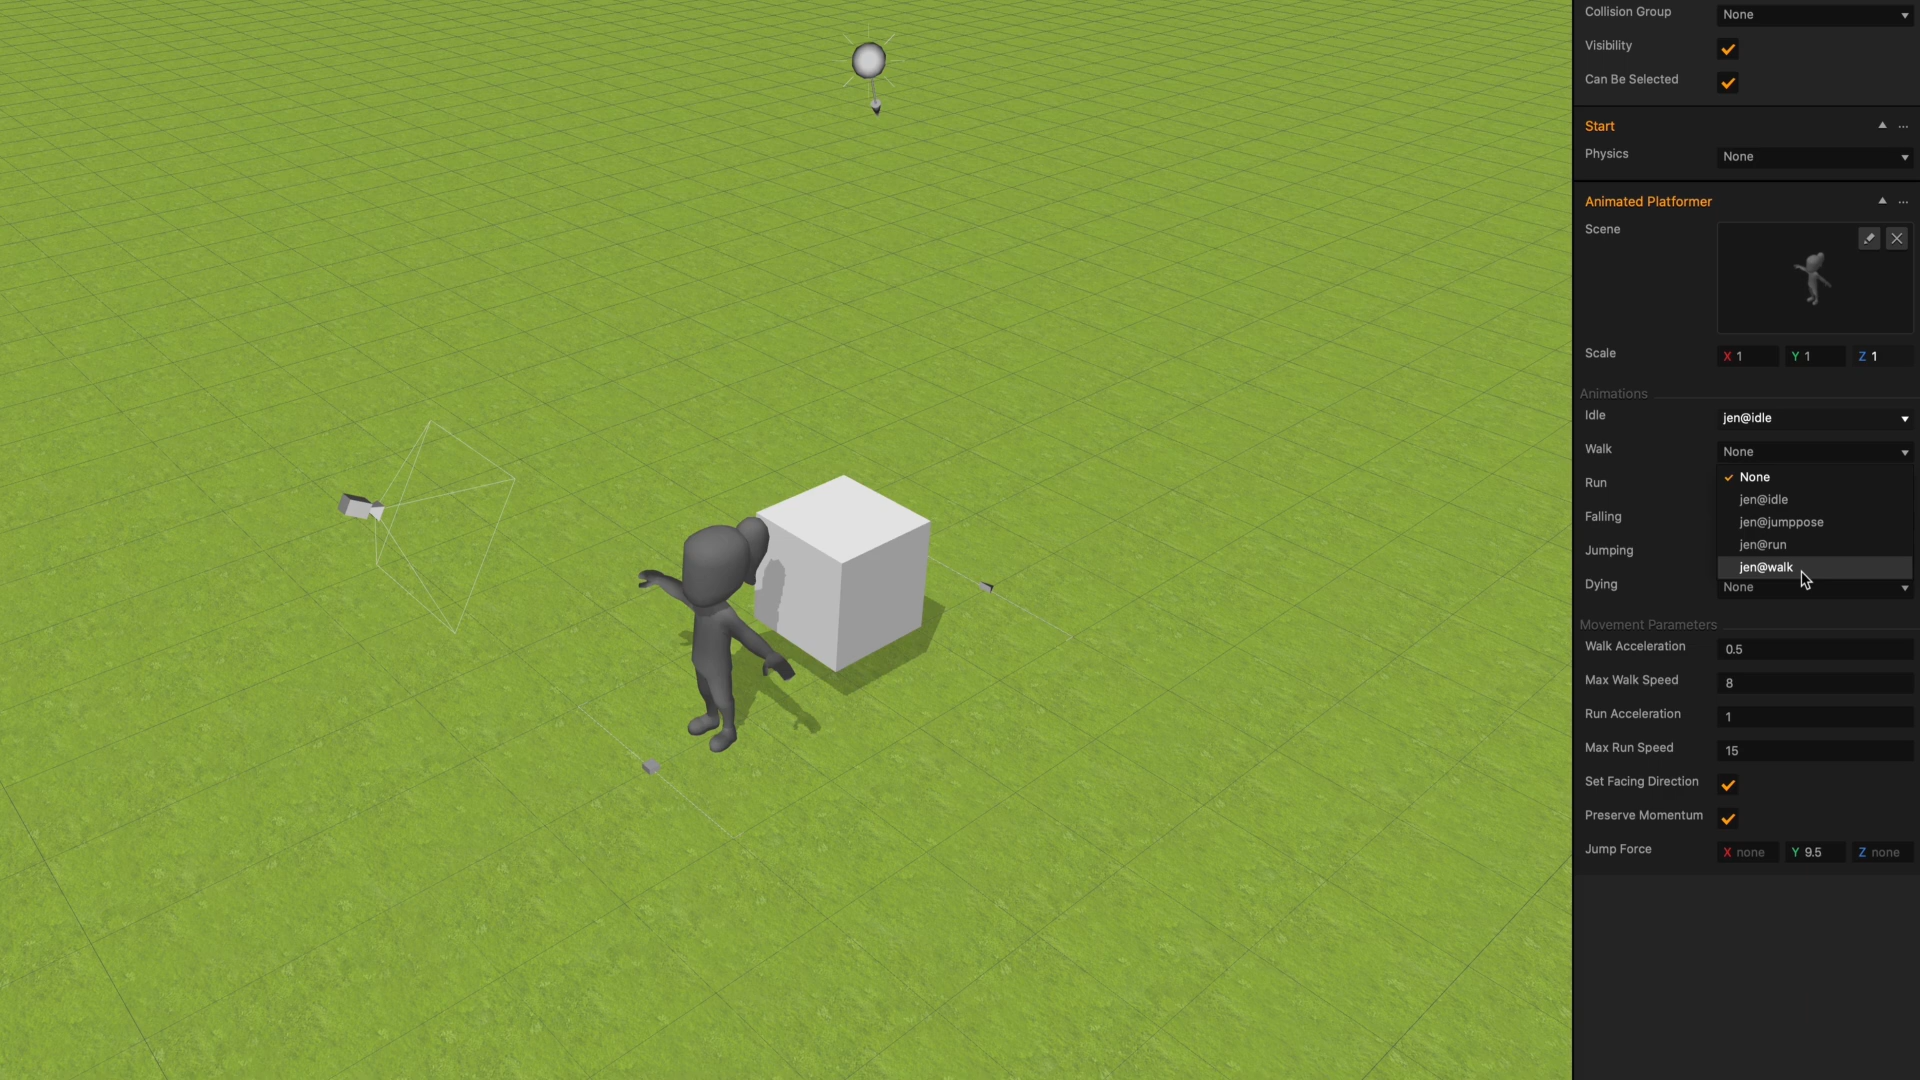 Collision Group None
Visibility
Can Be Selected
Start
Physics None
Animated Platformer
Scene
Scale X 1 Y 1 Z 1
Animations
Idle jen@idle
Walk None
None
Run
jen@idle
Falling jen@jumppose
jen@run
Jumping
jen@walk
Dying None
Movement Parameters
Walk Acceleration 0.5
Max Walk Speed 8
Run Acceleration 1
Max Run Speed 15
Set Facing Direction
Preserve Momentum
Jump Force X none Y 9.5 Z none